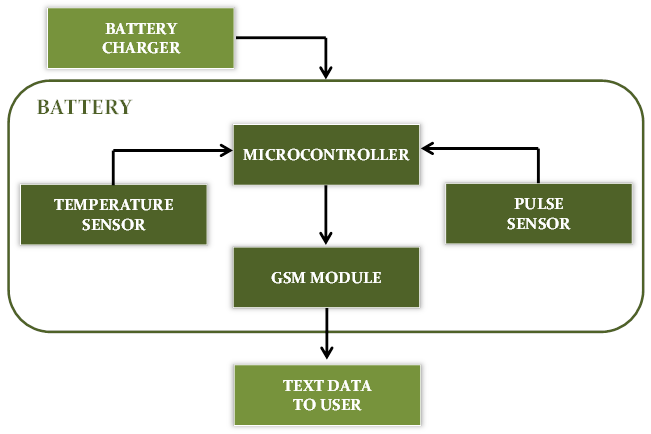 BATTERY
CHARGER
BATTERY
MICROCONTROLLER
TEMPERATURE
SENSOR
PULSE
SENSOR
GSM MODULE
TEXT DATA
TO USER